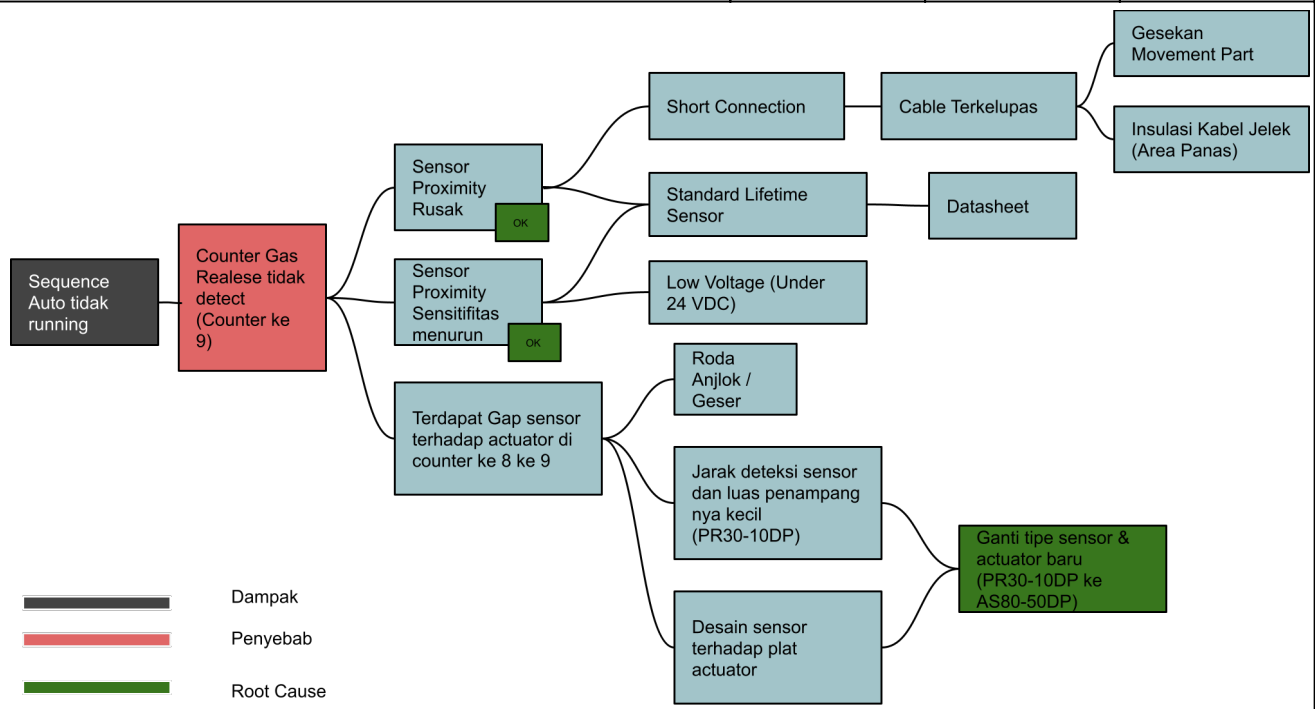 Sequence
Auto tidak
running
Counter Gas
Realese tidak
detect
(Counter ke
9)
Sensor
Proximity
Rusak
OK
Sensor
Proximity
Sensitifitas
menurun
OK
Terdapat Gap sensor
terhadap actuator di
counter ke 8 ke 9
Short Connection
Cable Terkelupas
Gesekan
Movement Part
Insulasi Kabel Jelek
(Area Panas)
Standard Lifetime
Sensor
Datasheet
Low Voltage (Under
24 VDC)
Roda
Anjlok /
Geser
Jarak deteksi sensor
dan luas penampang
nya kecil
(PR30-10DP)
Desain sensor
terhadap plat
actuator
Ganti tipe sensor &
actuator baru
(PR30-10DP ke
AS80-50DP)
Dampak
Penyebab
Root Cause